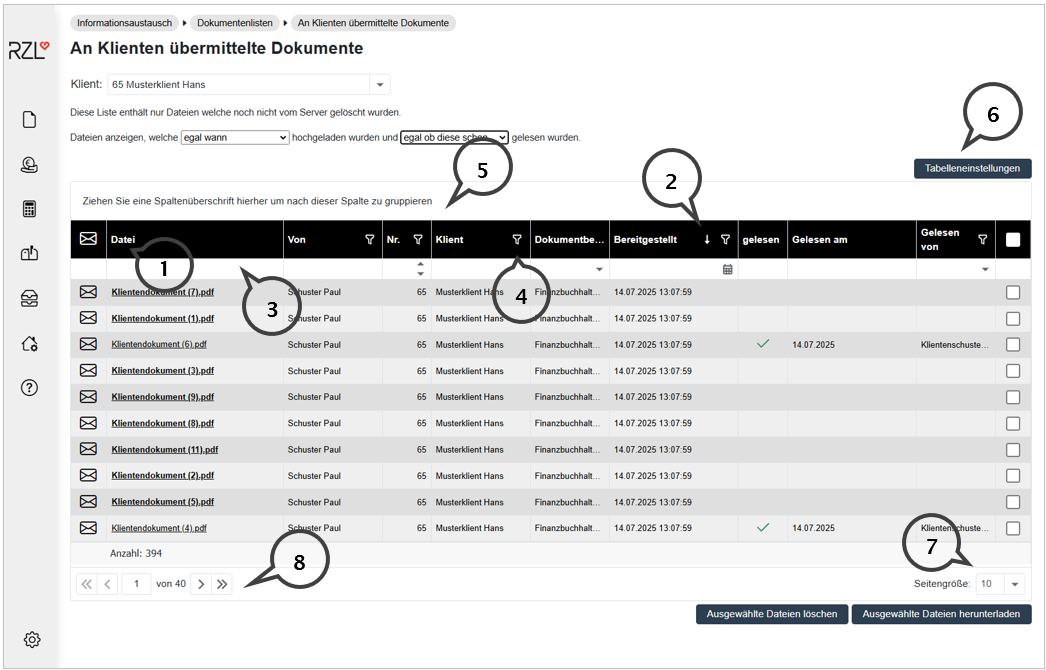 Informationsaustausch Dokumentenlisten An Klienten übermittelte Dokumente
RZL
An Klienten übermittelte Dokumente
Klient: 65 Musterklient Hans
Diese Liste enthält nur Dateien welche noch nicht vom Server gelöscht wurden.
6
Dateien anzeigen, welche egal wann hochgeladen wurden und egal ob diese schon gelesen wurden.
5
Tabelleneinstellungen
2
Ziehen Sie eine Spaltenüberschrift hierher um nach dieser Spalte zu gruppieren
Datei Von Nr. Klient Dokumentbe... Bereitgestellt gelesen Gelesen am Gelesen von
1
3
4
Klientendokument (7).pdf Schuster Paul 65 Musterklient Hans Finanzbuchhalt... 14.07.2025 13:07:59
Klientendokument (1).pdf Schuster Paul 65 Musterklient Hans Finanzbuchhalt... 14.07.2025 13:07:59
Klientendokument (6).pdf Schuster Paul 65 Musterklient Hans Finanzbuchhalt... 14.07.2025 13:07:59 14.07.2025 Klientenschuste...
Klientendokument (3).pdf Schuster Paul 65 Musterklient Hans Finanzbuchhalt... 14.07.2025 13:07:59
Klientendokument (9).pdf Schuster Paul 65 Musterklient Hans Finanzbuchhalt... 14.07.2025 13:07:59
Klientendokument (8).pdf Schuster Paul 65 Musterklient Hans Finanzbuchhalt... 14.07.2025 13:07:59
Klientendokument (11).pdf Schuster Paul 65 Musterklient Hans Finanzbuchhalt... 14.07.2025 13:07:59
Klientendokument (2).pdf Schuster Paul 65 Musterklient Hans Finanzbuchhalt... 14.07.2025 13:07:59
Klientendokument (5).pdf Schuster Paul 65 Musterklient Hans Finanzbuchhalt... 14.07.2025 13:07:59
Klientendokument (4).pdf Schuster Paul 65 Musterklient Hans Finanzbuchhalt... 14.07.2025 13:07:59 14.07.2025 Klientenschuste...
Anzahl: 394
7
8
1 von 40 Seitengröße: 10
Ausgewählte Dateien löschen Ausgewählte Dateien herunterladen